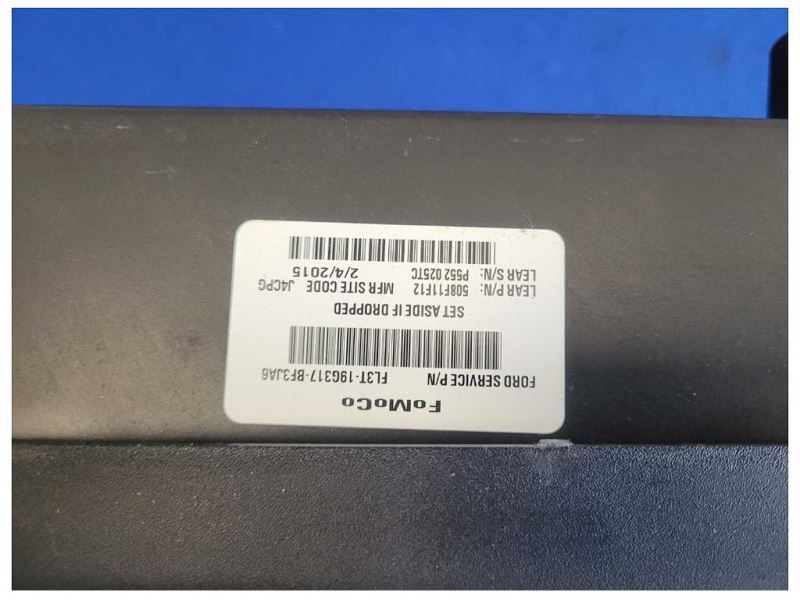 FoMoCo
FORD SERVICE P/N FL3T-19G317-BF3JA6
SET ASIDE IF DROPPED
LEAR P/N: 508F11F12 MFR SITE CODE J4CPG
LEAR S/N: P552 025TC 2/4/2015